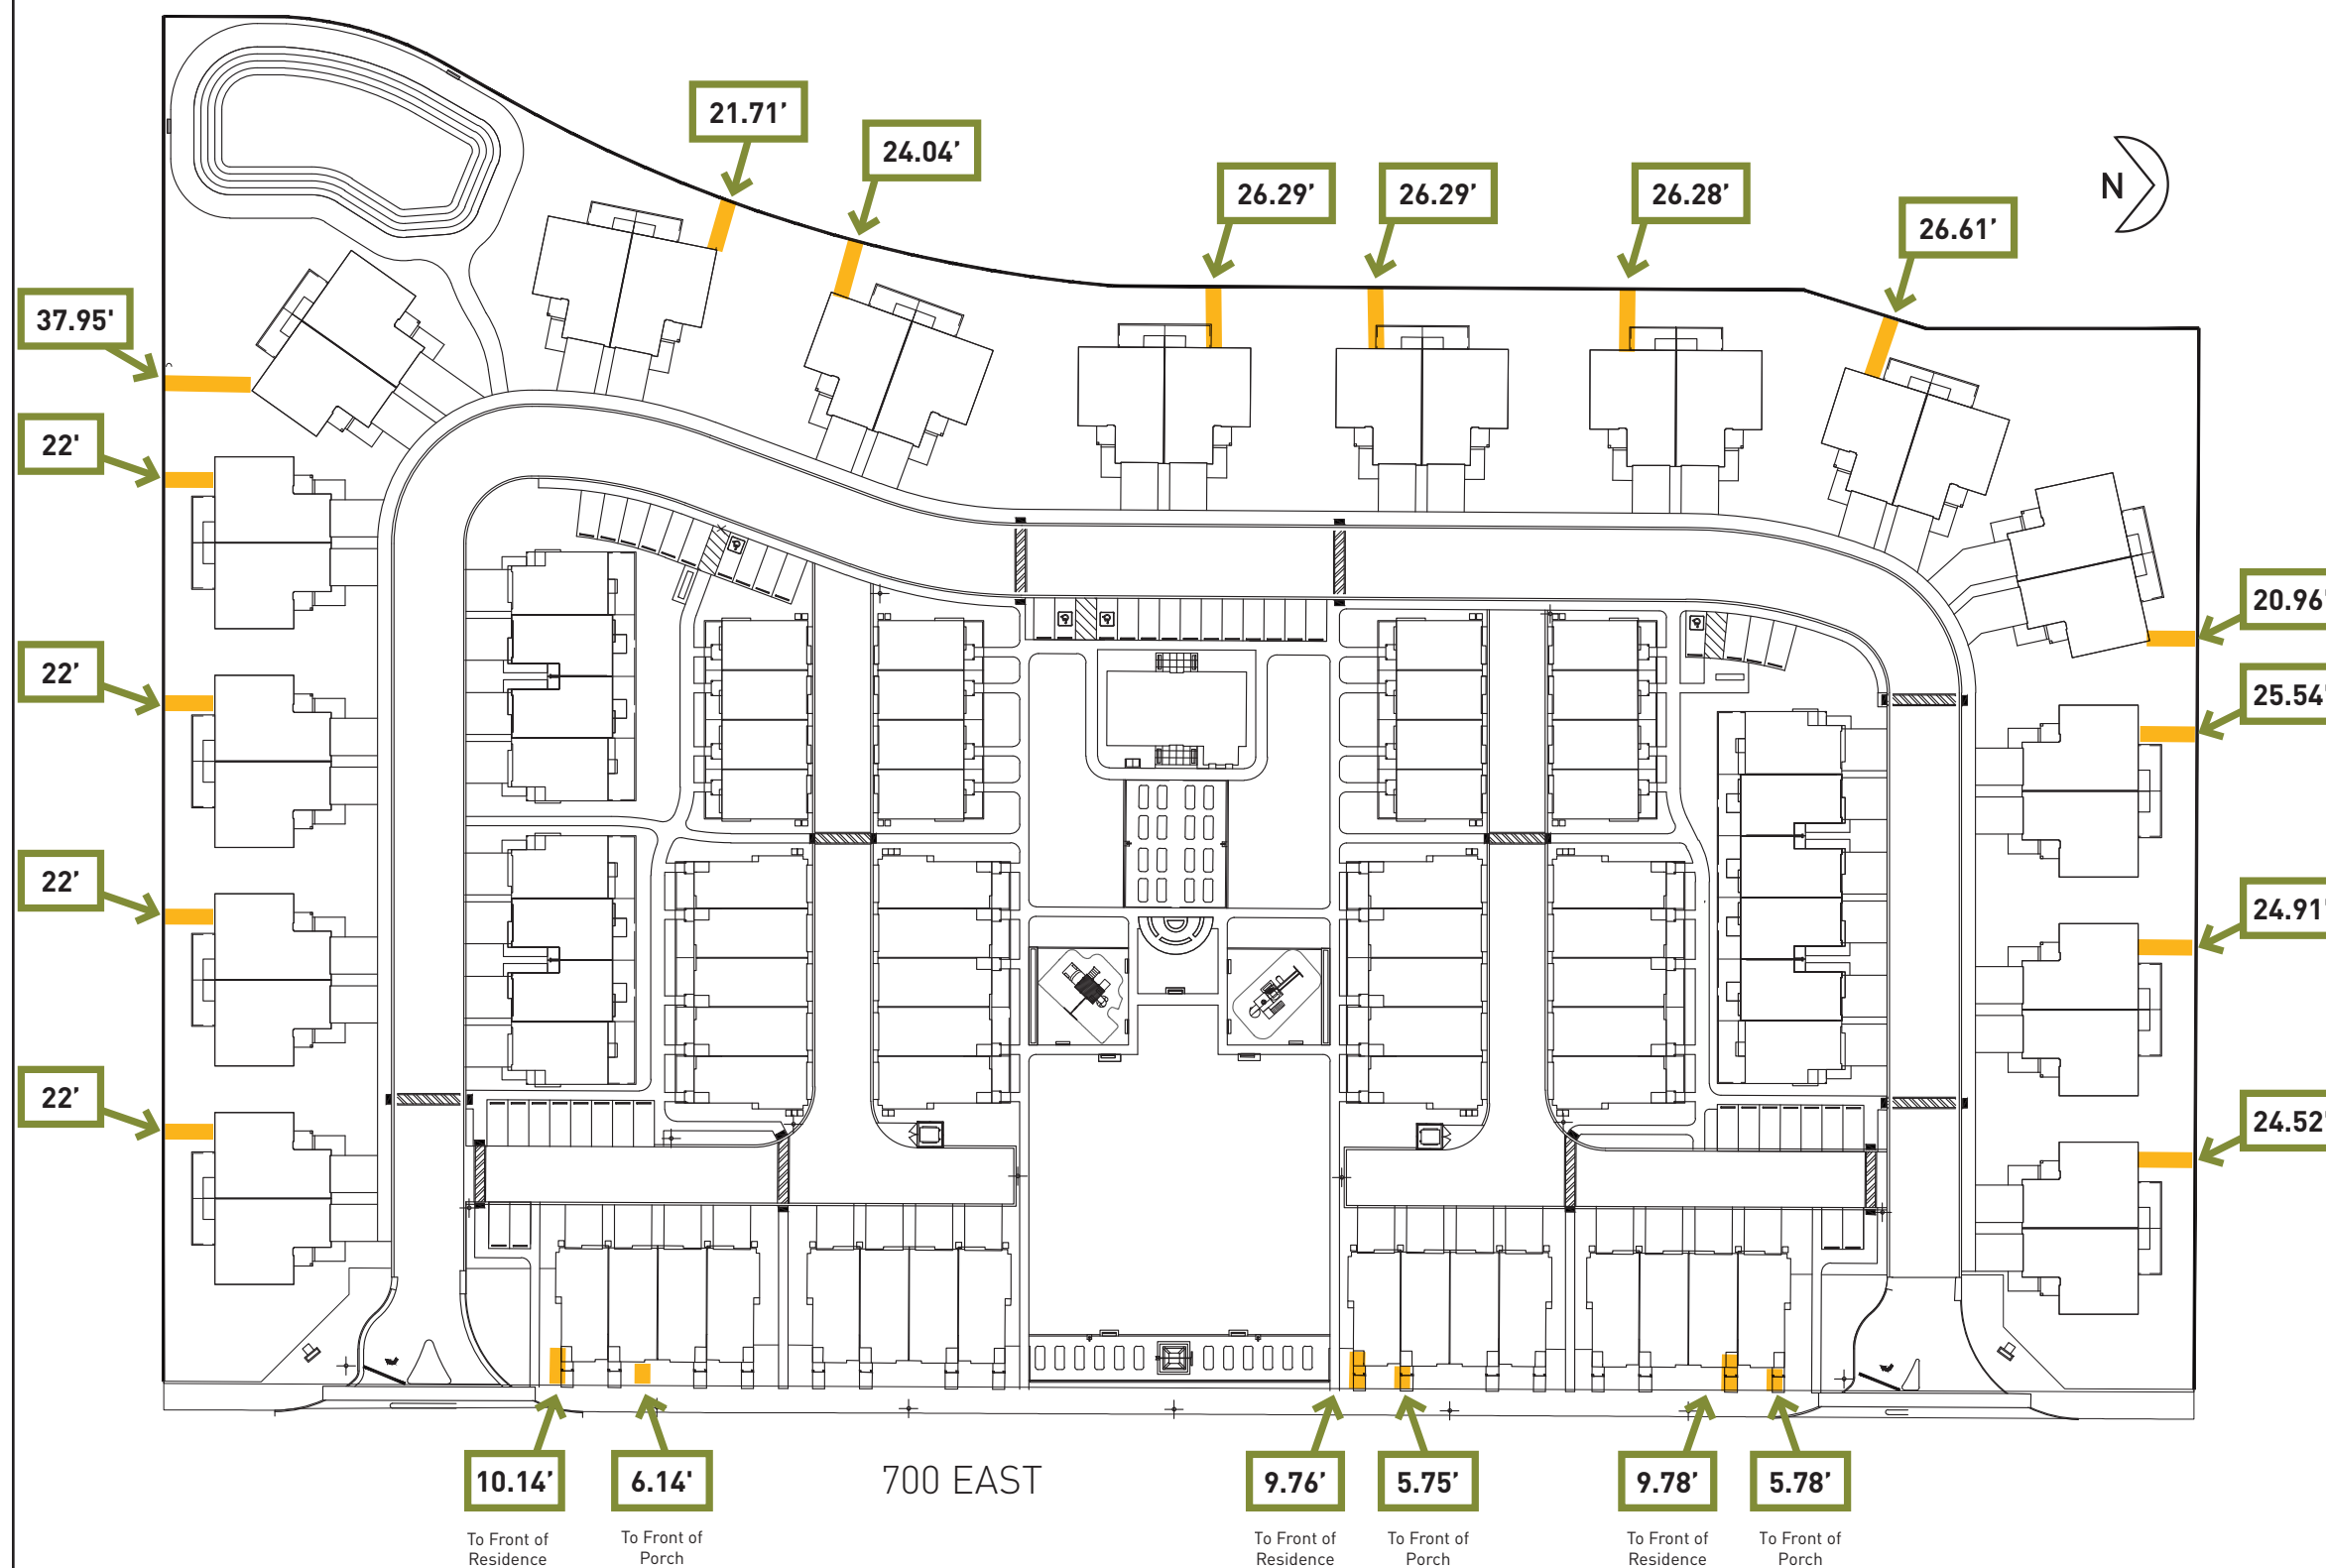 21.71’
24.04’
26.29’
26.29’
26.28’
26.61’
N
37.95'
22'
22’
22’
22’
20.96’
25.54’
24.91’
24.52’
10.14’
6.14'
9.76’
5.75’
9.78’
5.78’
700 EAST
To Front of
Residence
To Front of
Porch
To Front of
Residence
To Front of
Porch
To Front of
Residence
To Front of
Porch